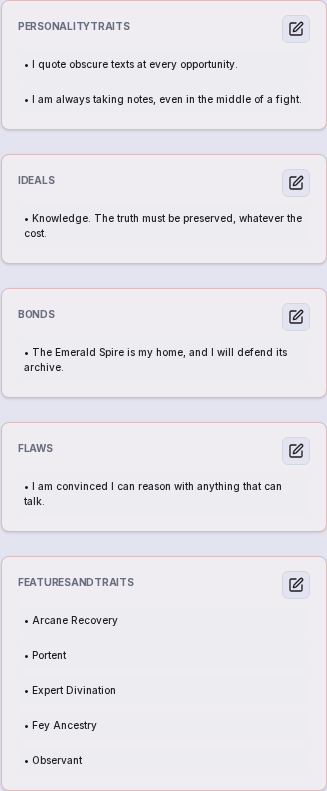 PERSONALITYTRAITS
• I quote obscure texts at every opportunity.
• I am always taking notes, even in the middle of a fight.
IDEALS
• Knowledge. The truth must be preserved, whatever the
cost.
BONDS
• The Emerald Spire is my home, and I will defend its
archive.
FLAWS
• I am convinced I can reason with anything that can
talk.
FEATURESANDTRAITS
• Arcane Recovery
• Portent
• Expert Divination
• Fey Ancestry
• Observant